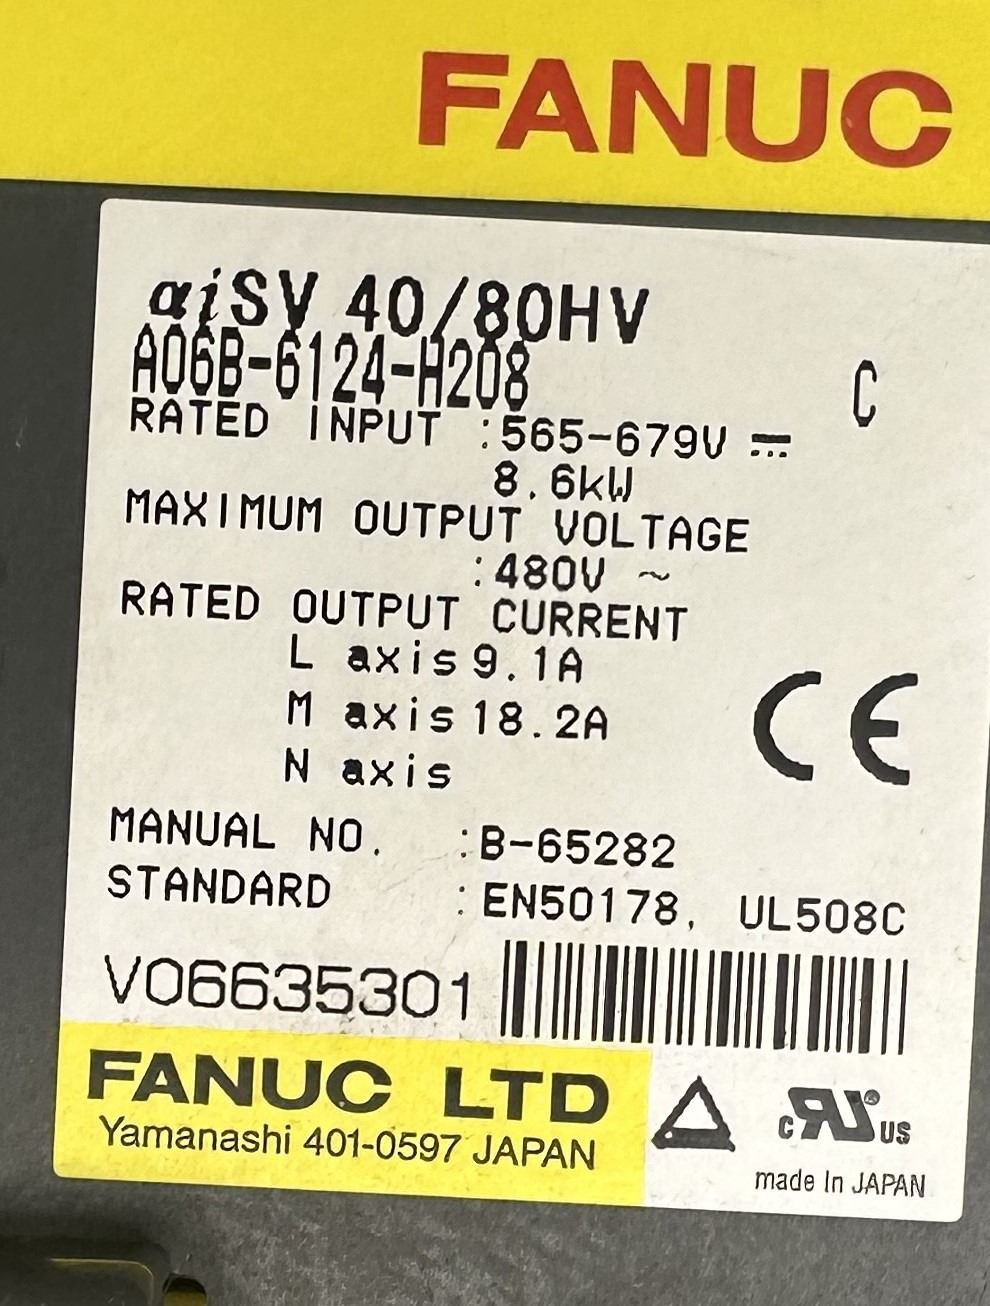 FANUC
αiSV 40/80HV
A06B-6124-H208 C
RATED INPUT :565-679V ⎓
8.6kW
MAXIMUM OUTPUT VOLTAGE
:480V ~
RATED OUTPUT CURRENT
L axis 9.1A
M axis 18.2A
N axis
CE
MANUAL NO. :B-65282
STANDARD :EN50178, UL508C
V06635301
FANUC LTD
Yamanashi 401-0597 JAPAN
c RU® US
made in JAPAN